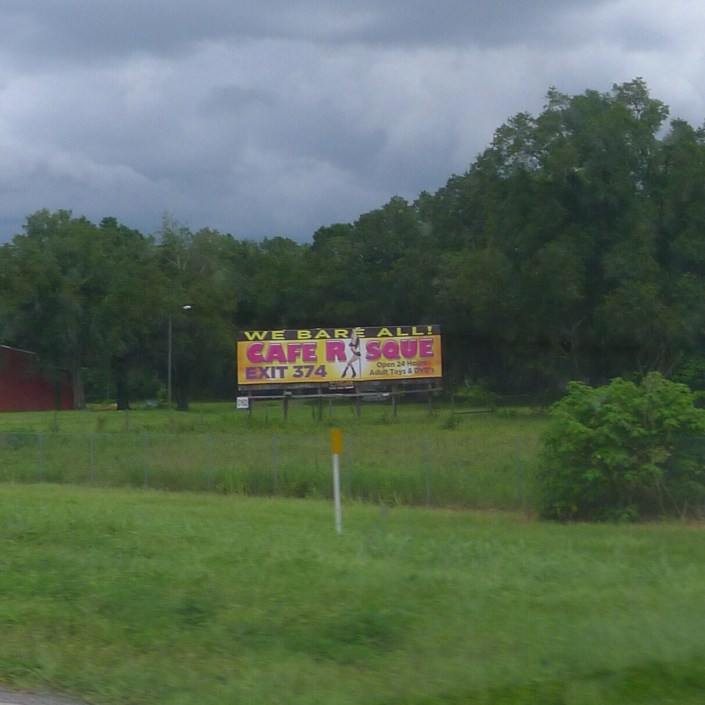 WE BARE ALL!
CAFE R SQUE
EXIT 374
Open 24 Hours
Adult Toys & DVD's